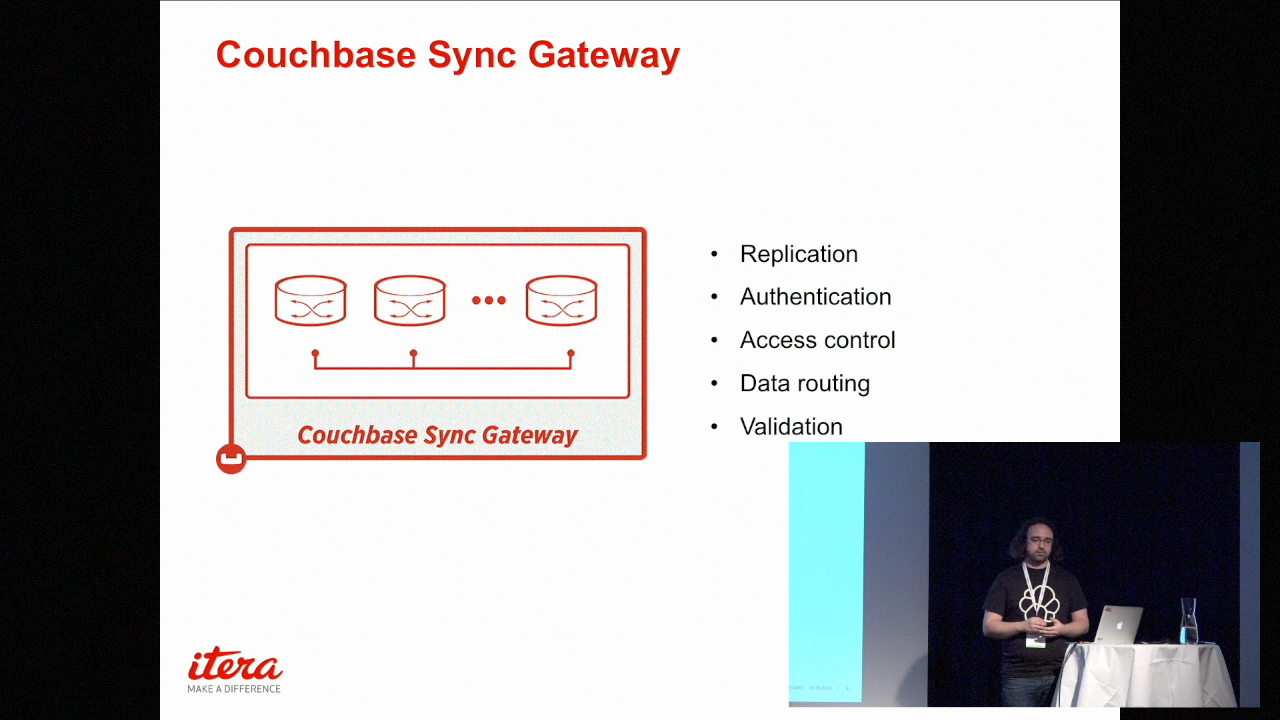 Couchbase Sync Gateway
Couchbase Sync Gateway
• Replication
• Authentication
• Access control
• Data routing
• Validation
itera
MAKE A DIFFERENCE